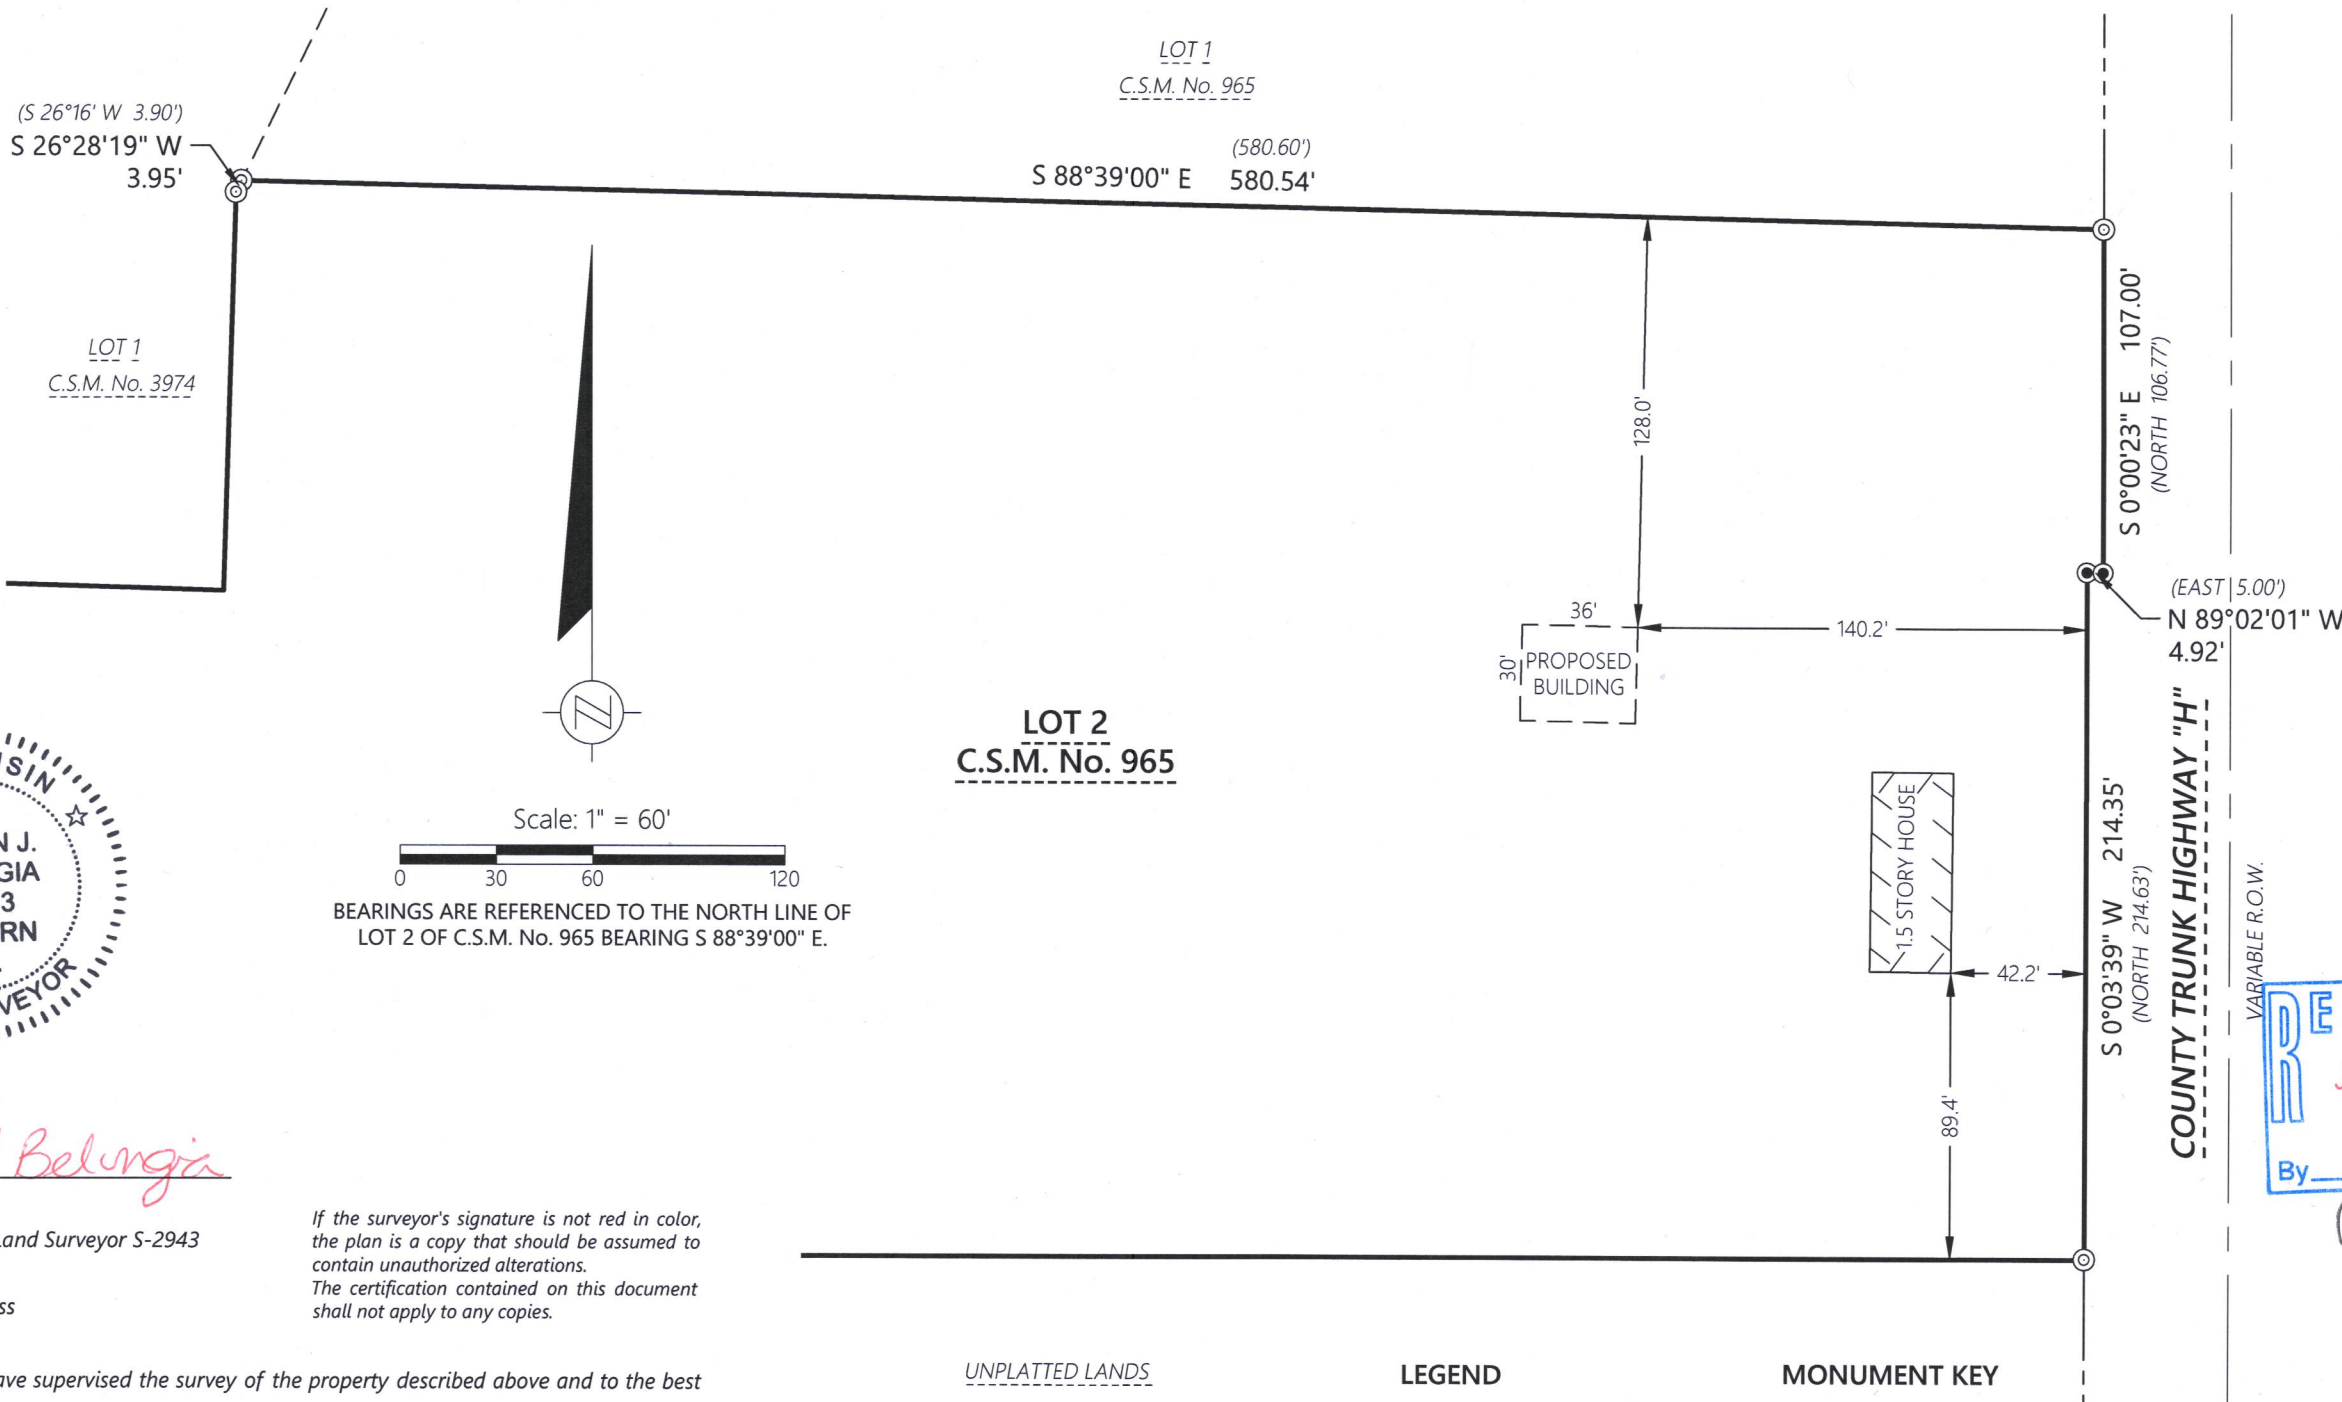 LOT 1
C.S.M. No. 965
(S 26°16' W 3.90')
S 26°28'19" W
3.95'
(580.60')
S 88°39'00" E 580.54'
LOT 1
C.S.M. No. 3974
S 0°00'23" E 107.00'
(NORTH 106.77')
128.0'
(EAST 5.00')
N 89°02'01" W
4.92'
36'
140.2'
30'
PROPOSED
BUILDING
LOT 2
C.S.M. No. 965
N
Scale: 1" = 60'
0 30 60 120
BEARINGS ARE REFERENCED TO THE NORTH LINE OF
LOT 2 OF C.S.M. No. 965 BEARING S 88°39'00" E.
1.5 STORY HOUSE
42.2'
89.4'
S 0°03'39" W 214.35'
(NORTH 214.63')
COUNTY TRUNK HIGHWAY "H"
VARIABLE R.O.W.
SIN
N J.
GIA
3
RN
VEYOR
RE
By
Belungia
and Surveyor S-2943
ss
If the surveyor's signature is not red in color,
the plan is a copy that should be assumed to
contain unauthorized alterations.
The certification contained on this document
shall not apply to any copies.
ave supervised the survey of the property described above and to the best
UNPLATTED LANDS
LEGEND
MONUMENT KEY